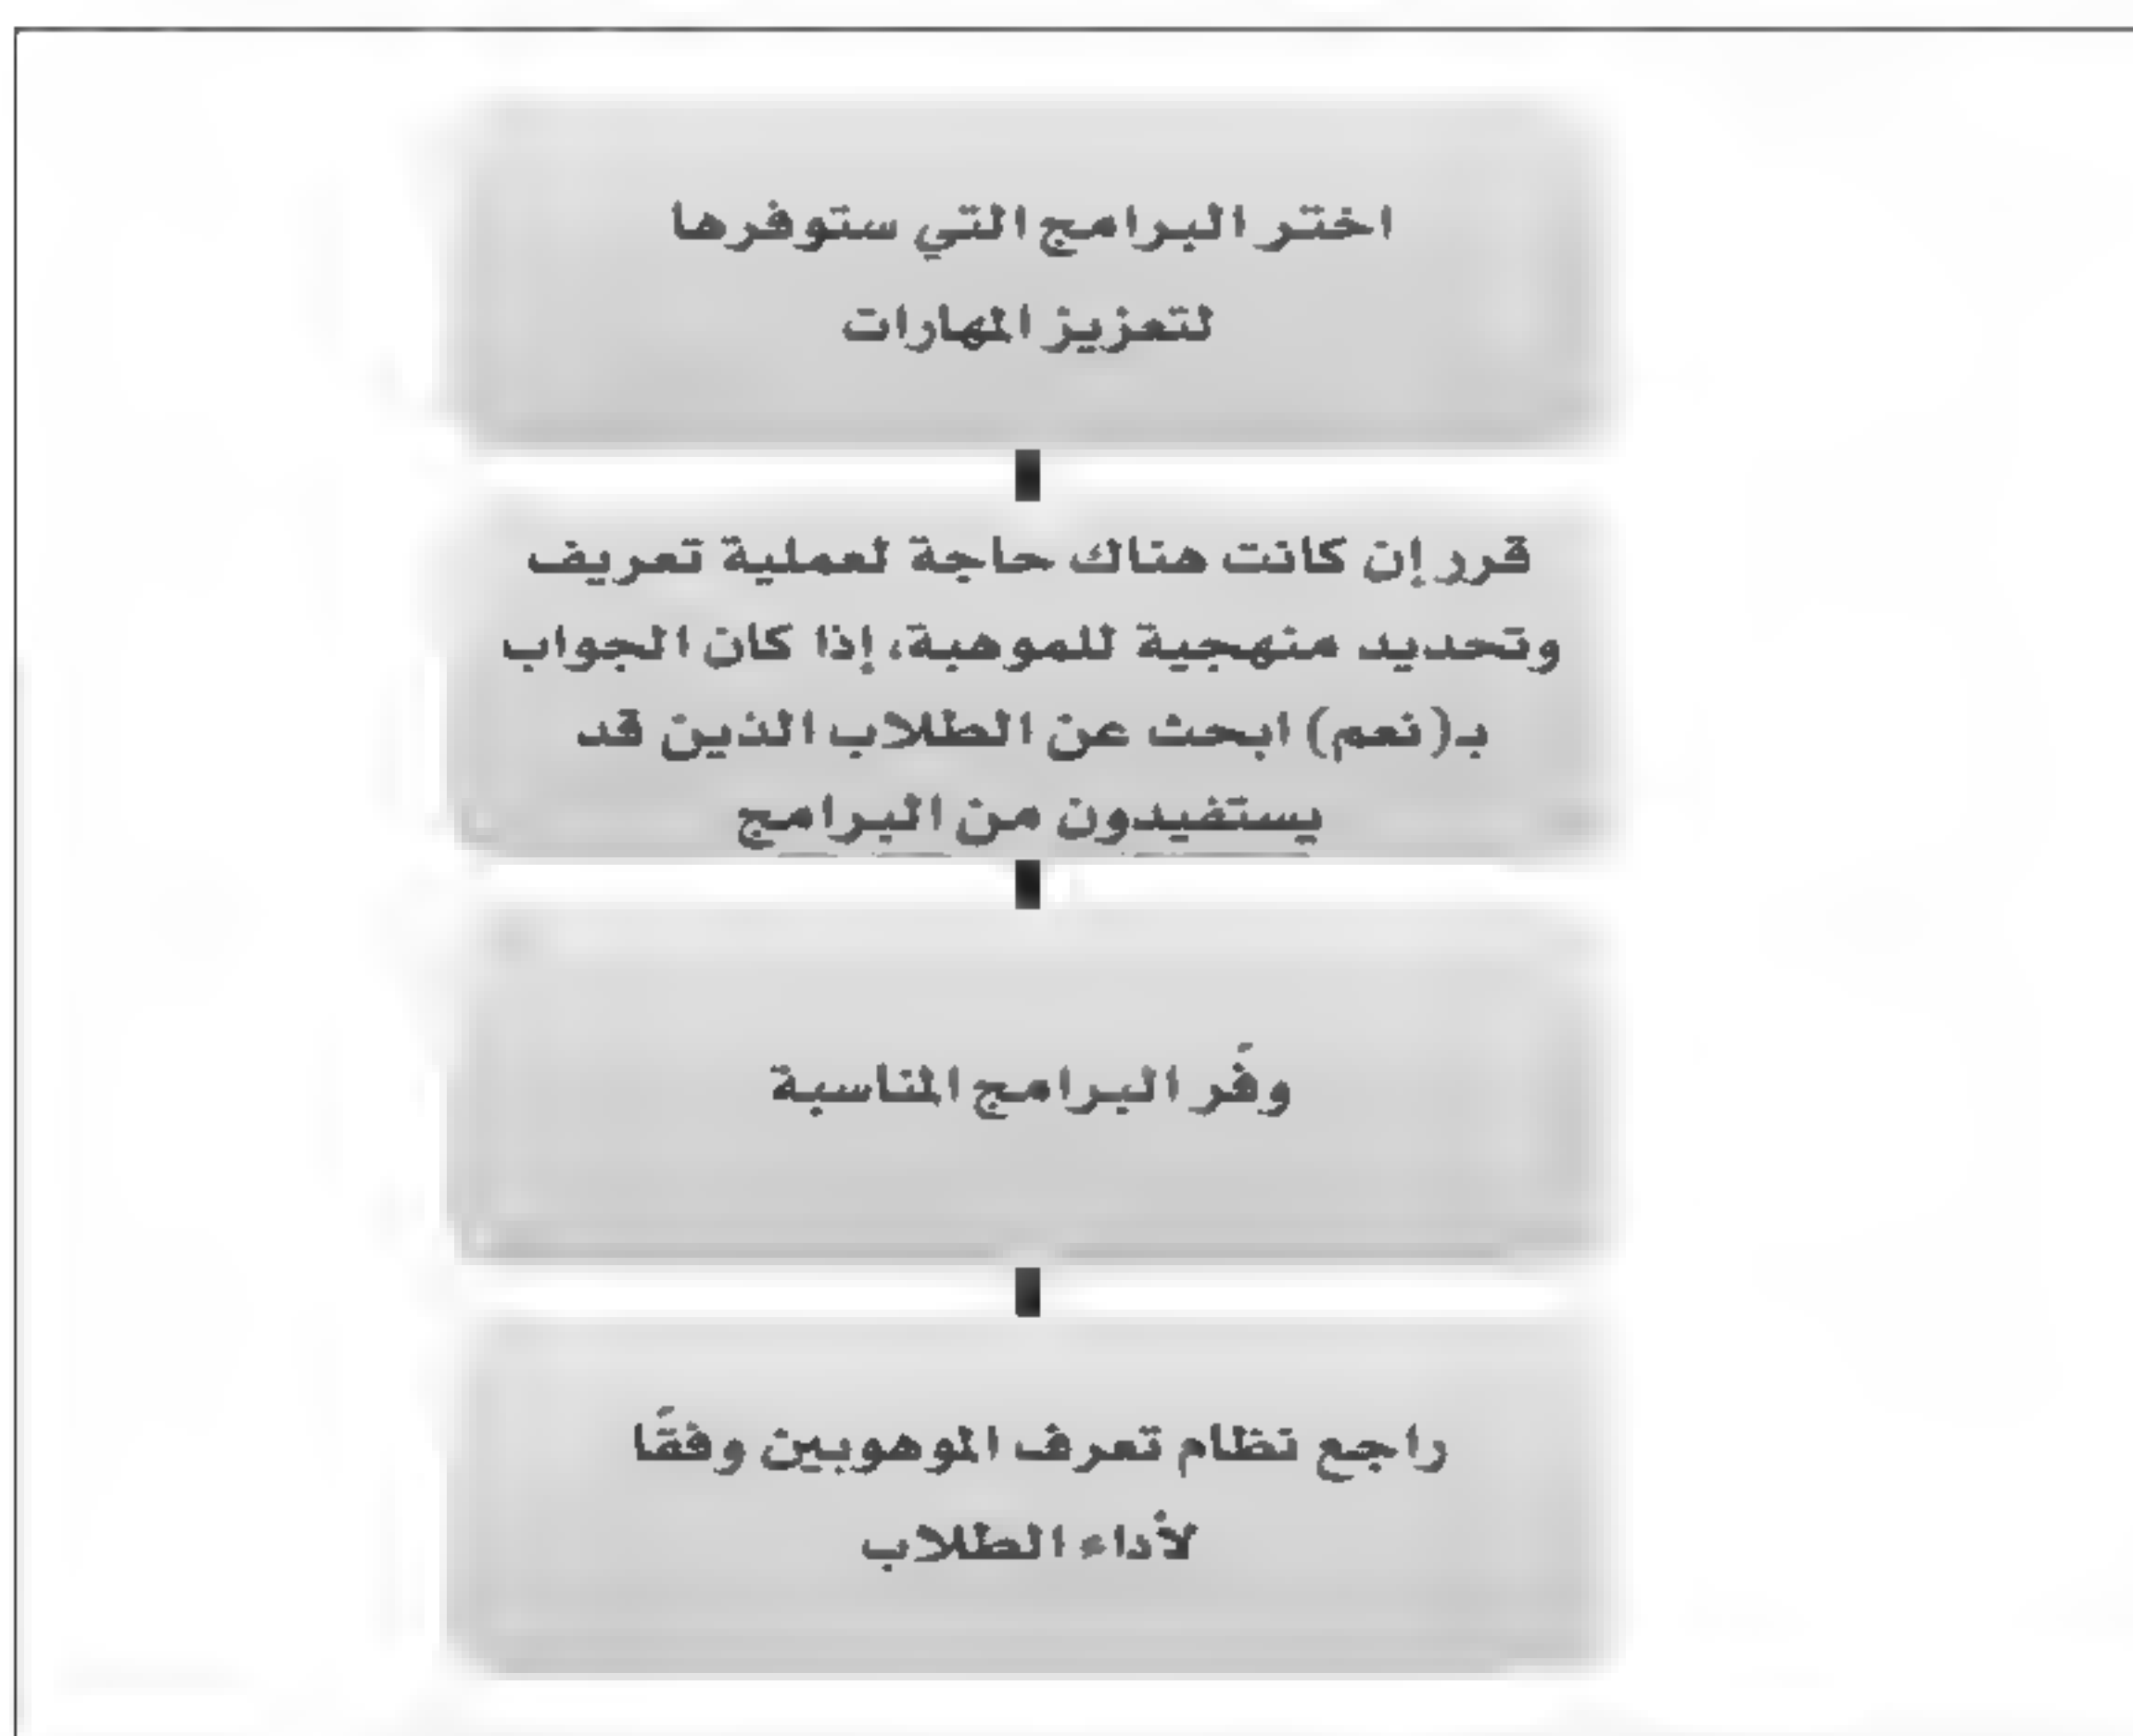 اختر البرامج التي ستوفرها
لتعزيز المهارات
قرر إن كانت هناك حاجة لعملية تعريف
وتحديد منهجية للموهبة، إذا كان الجواب
بـ(نعم) ابحث عن الطلاب الذين قد
يستفيدون من البرامج
وفَر البرامج المناسبة
راجع نظام تعرف الموهوبين وفقًا
لأداء الطلاب